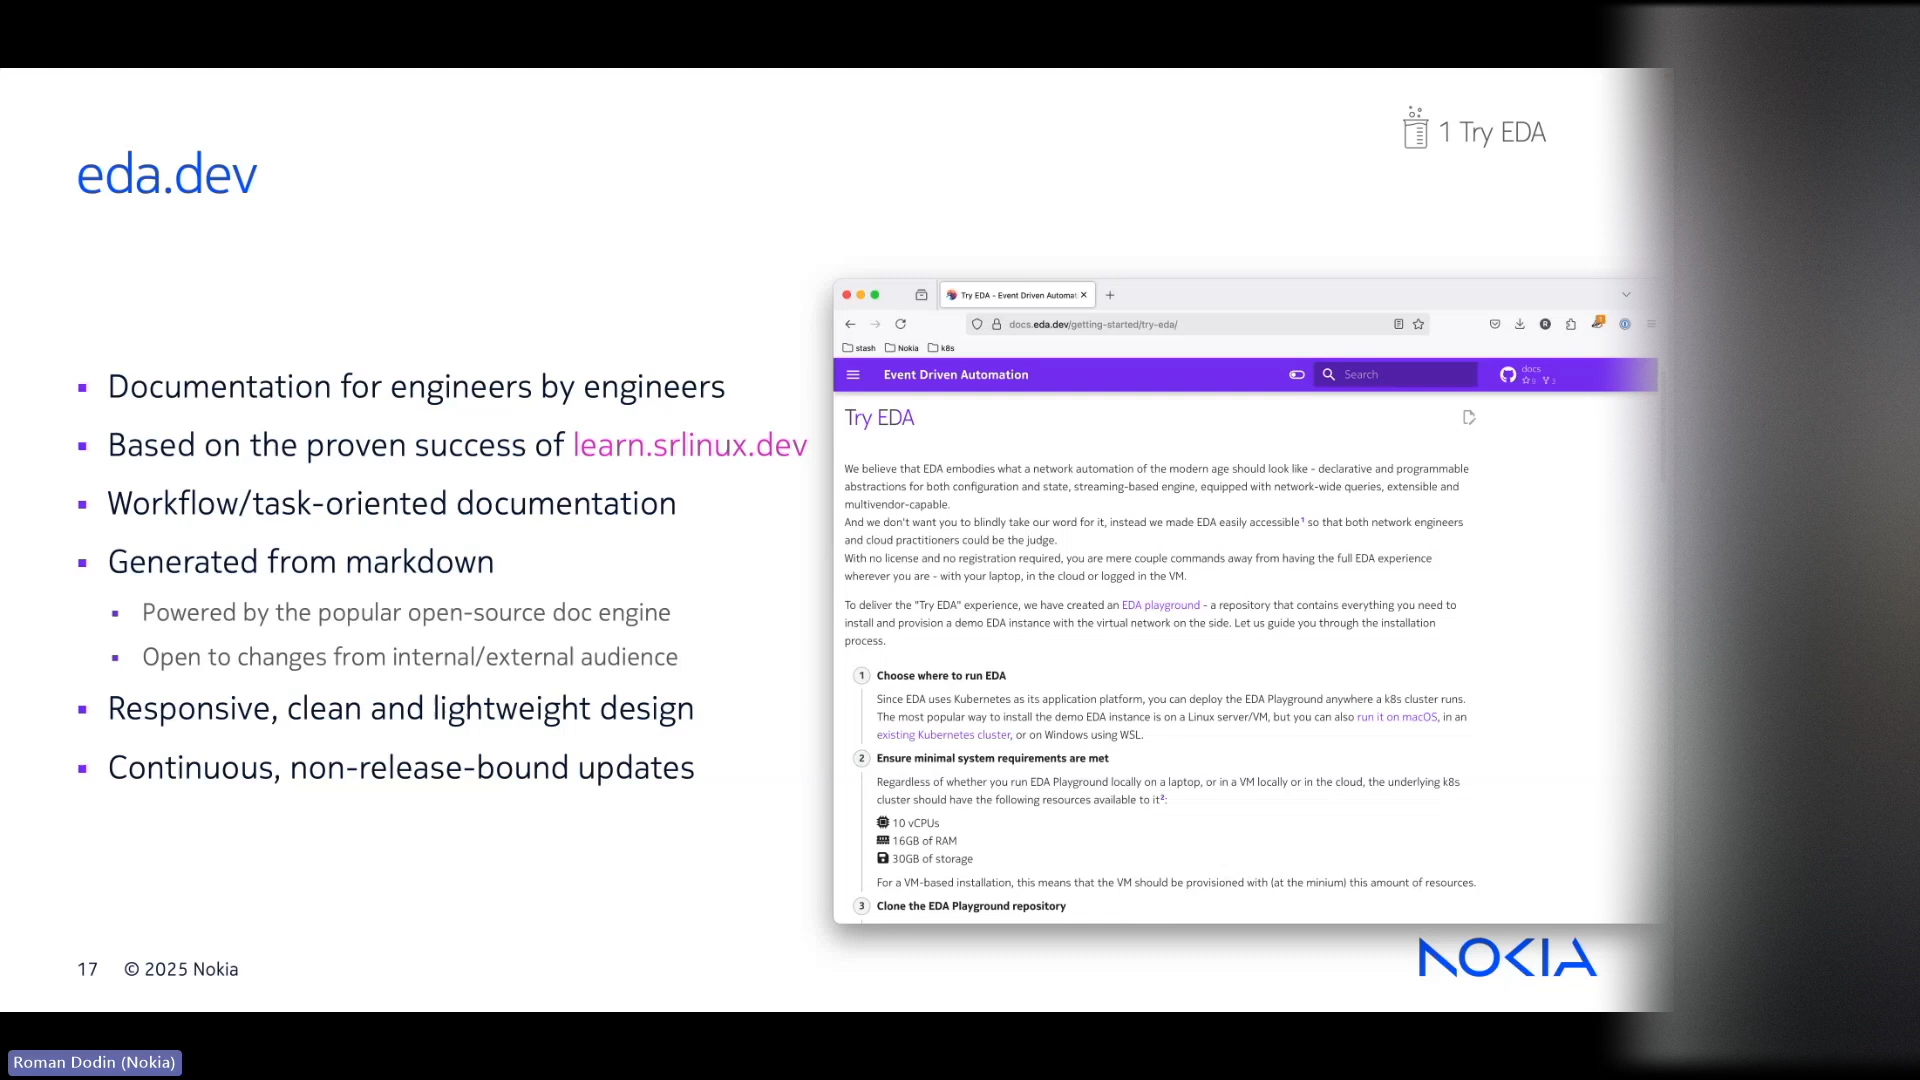 1 Try EDA
eda.dev
▪ Documentation for engineers by engineers
▪ Based on the proven success of learn.srlinux.dev
▪ Workflow/task-oriented documentation
▪ Generated from markdown
▪ Powered by the popular open-source doc engine
▪ Open to changes from internal/external audience
▪ Responsive, clean and lightweight design
▪ Continuous, non-release-bound updates
Try EDA - Event Driven Automat
docs.eda.dev/getting-started/try-eda/
stash Nokia k8s
Event Driven Automation
Search
docs
9 3
Try EDA
We believe that EDA embodies what a network automation of the modern age should look like - declarative and programmable
abstractions for both configuration and state, streaming-based engine, equipped with network-wide queries, extensible and
multivendor-capable.
And we don't want you to blindly take our word for it, instead we made EDA easily accessible¹ so that both network engineers
and cloud practitioners could be the judge.
With no license and no registration required, you are mere couple commands away from having the full EDA experience
wherever you are - with your laptop, in the cloud or logged in the VM.
To deliver the "Try EDA" experience, we have created an EDA playground - a repository that contains everything you need to
install and provision a demo EDA instance with the virtual network on the side. Let us guide you through the installation
process.
1 Choose where to run EDA
Since EDA uses Kubernetes as its application platform, you can deploy the EDA Playground anywhere a k8s cluster runs.
The most popular way to install the demo EDA instance is on a Linux server/VM, but you can also run it on macOS, in an
existing Kubernetes cluster, or on Windows using WSL.
2 Ensure minimal system requirements are met
Regardless of whether you run EDA Playground locally on a laptop, or in a VM locally or in the cloud, the underlying k8s
cluster should have the following resources available to it²:
10 vCPUs
16GB of RAM
30GB of storage
For a VM-based installation, this means that the VM should be provisioned with (at the minium) this amount of resources.
3 Clone the EDA Playground repository
17 © 2025 Nokia
NOKIA
Roman Dodin (Nokia)